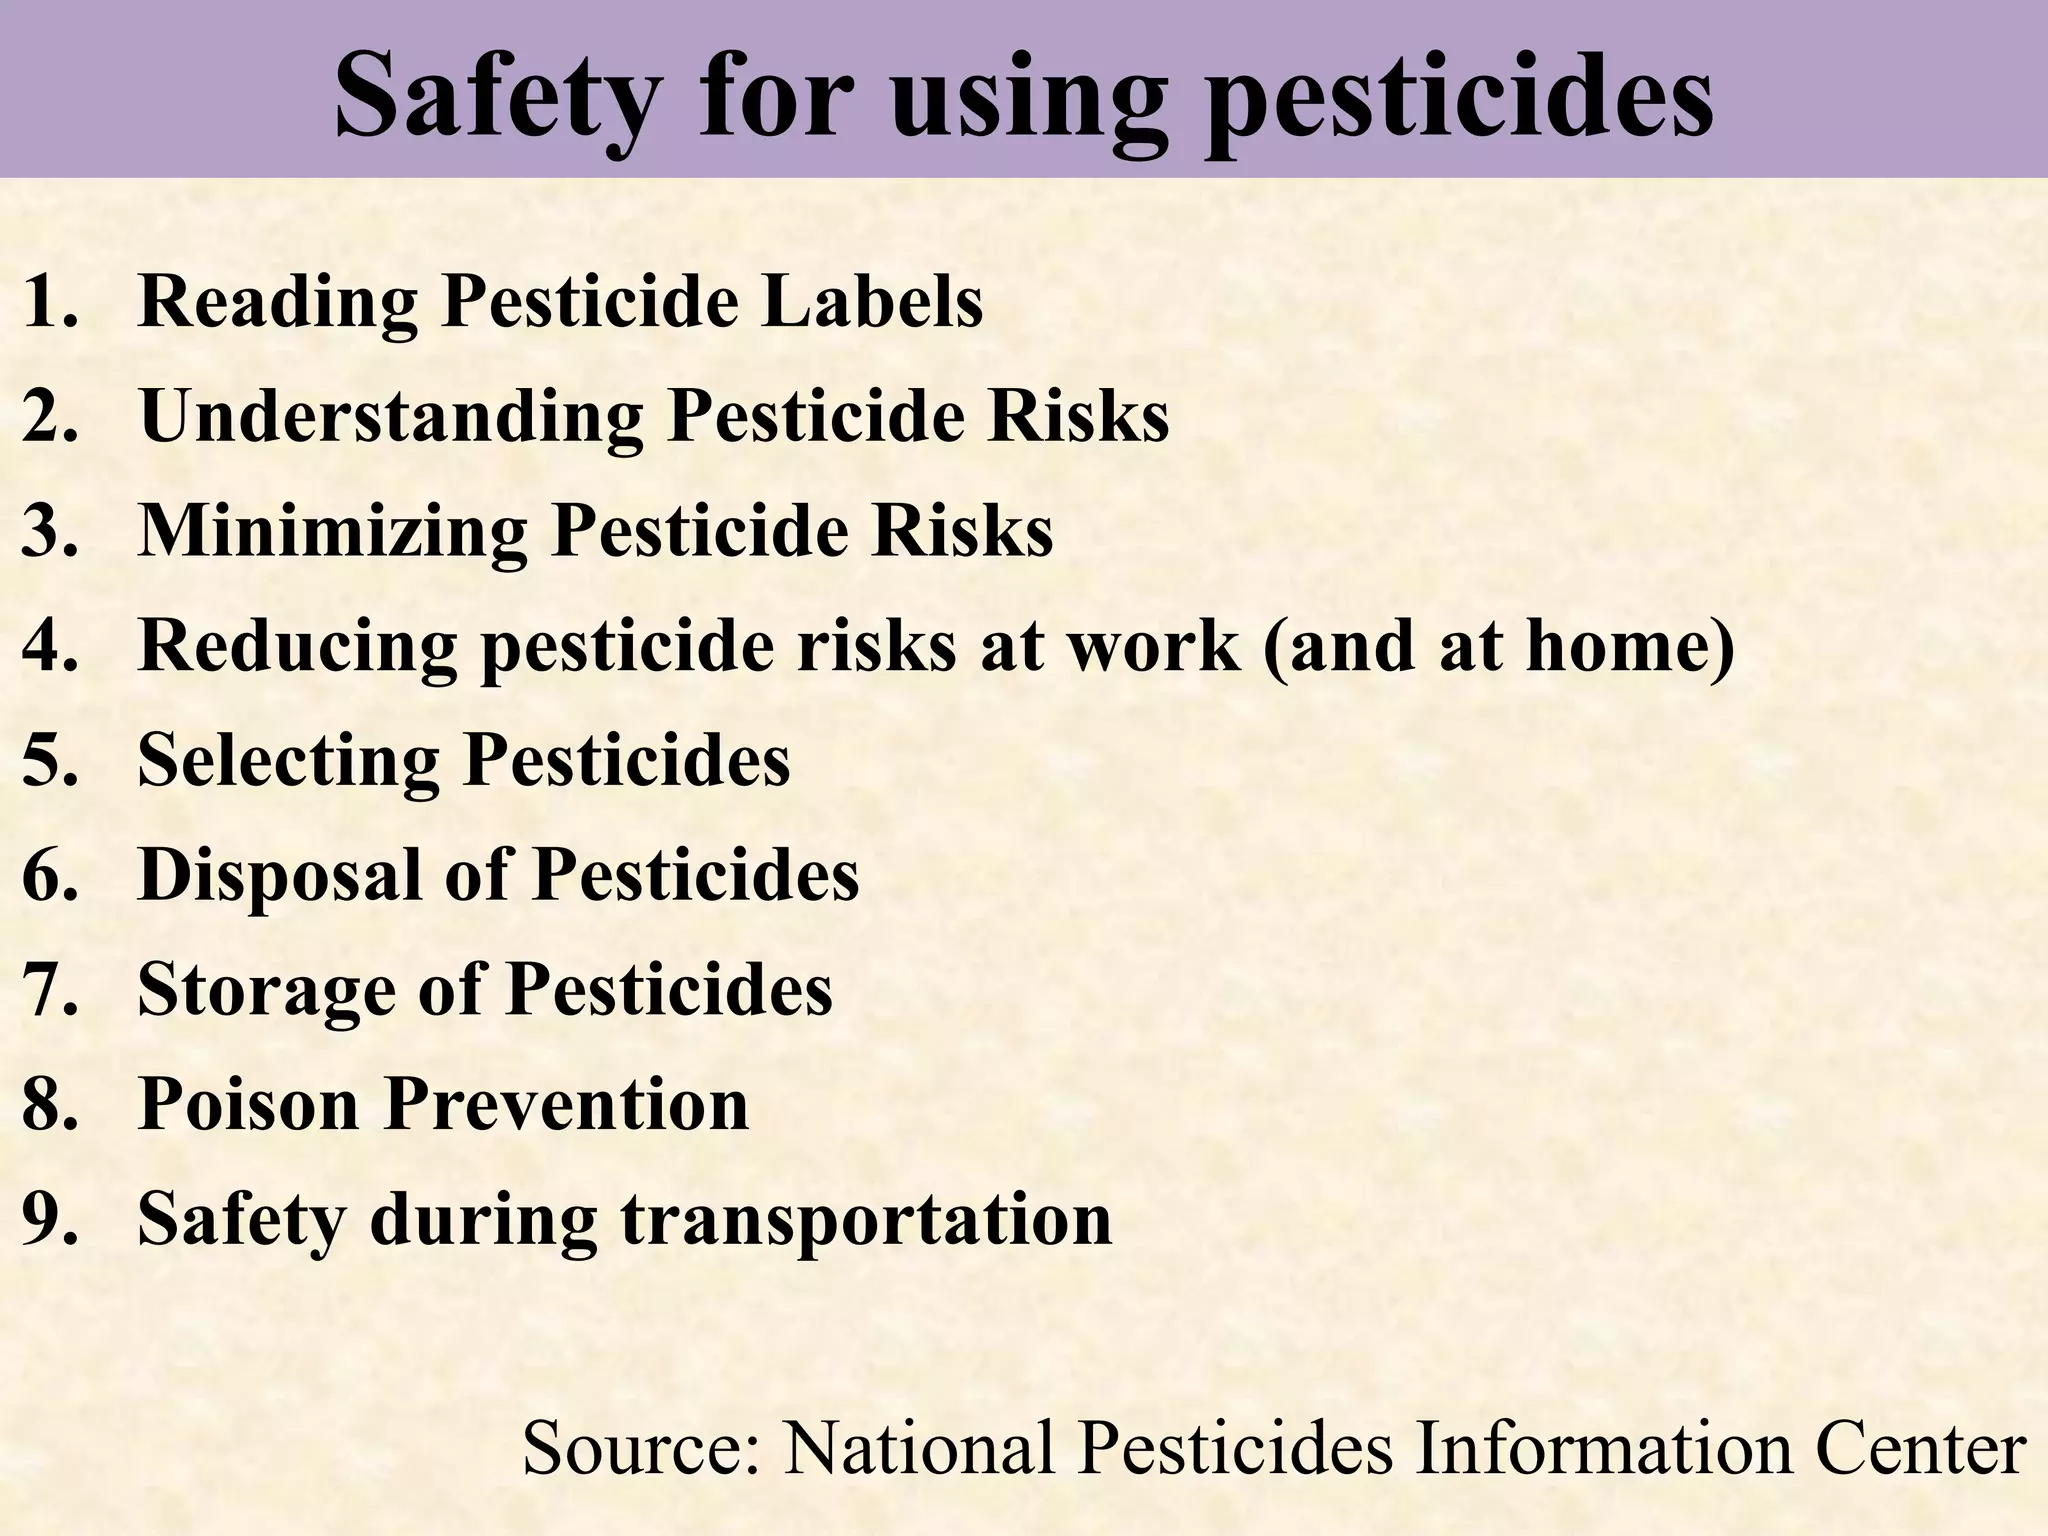 Safety for using pesticides
1. Reading Pesticide Labels
2. Understanding Pesticide Risks
3. Minimizing Pesticide Risks
4. Reducing pesticide risks at work (and at home)
5. Selecting Pesticides
6. Disposal of Pesticides
7. Storage of Pesticides
8. Poison Prevention
9. Safety during transportation
Source: National Pesticides Information Center